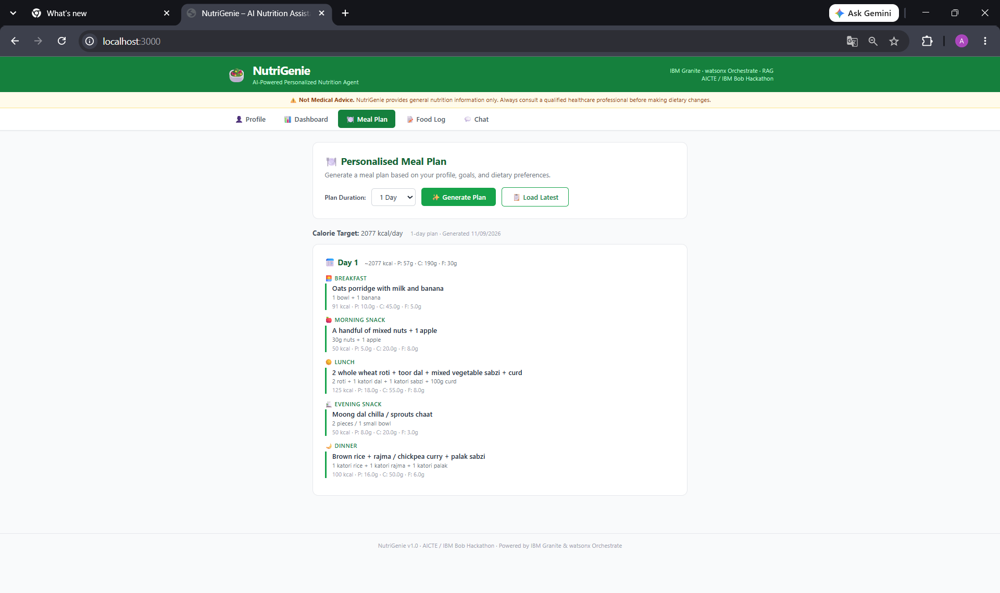 What's new
NutriGenie – AI Nutrition Assist
Ask Gemini
localhost:3000
A
NutriGenie
AI-Powered Personalized Nutrition Agent
IBM Granite · watsonx Orchestrate · RAG
AICTE / IBM Bob Hackathon
Not Medical Advice. NutriGenie provides general nutrition information only. Always consult a qualified healthcare professional before making dietary changes.
Profile
Dashboard
Meal Plan
Food Log
Chat
Personalised Meal Plan
Generate a meal plan based on your profile, goals, and dietary preferences.
Plan Duration:
1 Day
Generate Plan
Load Latest
Calorie Target: 2077 kcal/day 1-day plan · Generated 11/09/2026
Day 1 ~2077 kcal · P: 57g · C: 190g · F: 30g
BREAKFAST
Oats porridge with milk and banana
1 bowl + 1 banana
91 kcal · P: 10.0g · C: 45.0g · F: 5.0g
MORNING SNACK
A handful of mixed nuts + 1 apple
30g nuts + 1 apple
50 kcal · P: 5.0g · C: 20.0g · F: 8.0g
LUNCH
2 whole wheat roti + toor dal + mixed vegetable sabzi + curd
2 roti + 1 katori dal + 1 katori sabzi + 100g curd
125 kcal · P: 18.0g · C: 55.0g · F: 8.0g
EVENING SNACK
Moong dal chilla / sprouts chaat
2 pieces / 1 small bowl
50 kcal · P: 8.0g · C: 20.0g · F: 3.0g
DINNER
Brown rice + rajma / chickpea curry + palak sabzi
1 katori rice + 1 katori rajma + 1 katori palak
100 kcal · P: 16.0g · C: 50.0g · F: 6.0g
NutriGenie v1.0 · AICTE / IBM Bob Hackathon · Powered by IBM Granite & watsonx Orchestrate